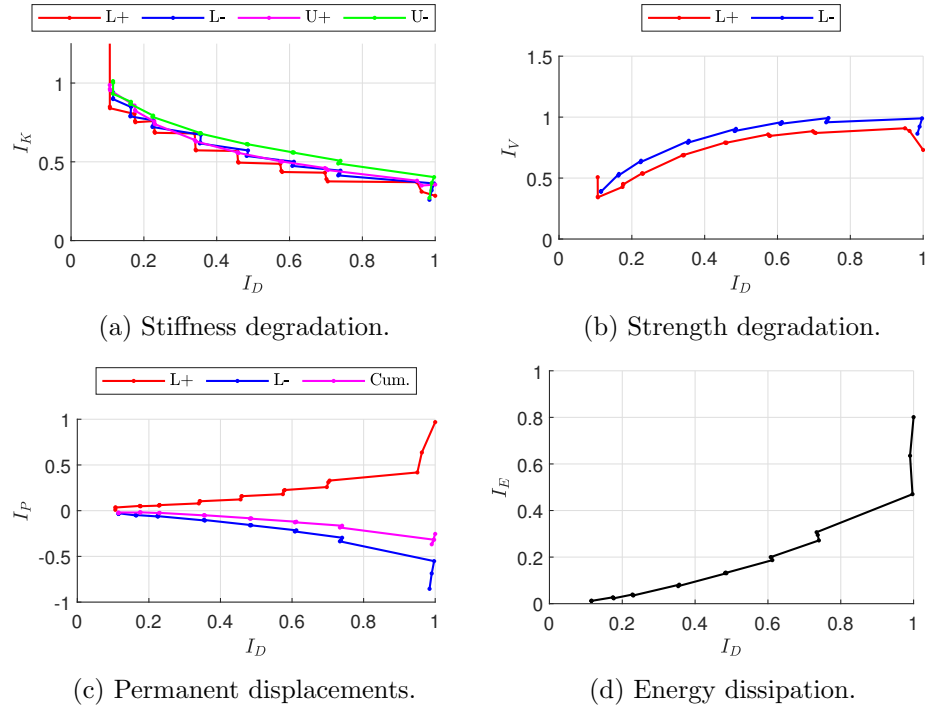 L+ L- U+ U-
L+ L-
1
0.5
0
I_K
0 0.2 0.4 0.6 0.8 1
I_D
(a) Stiffness degradation.
1.5
1
0.5
0
I_V
0 0.2 0.4 0.6 0.8 1
I_D
(b) Strength degradation.
L+ L- Cum.
1
0.5
0
-0.5
-1
I_P
0 0.2 0.4 0.6 0.8 1
I_D
(c) Permanent displacements.
1
0.8
0.6
0.4
0.2
0
I_E
0 0.2 0.4 0.6 0.8 1
I_D
(d) Energy dissipation.